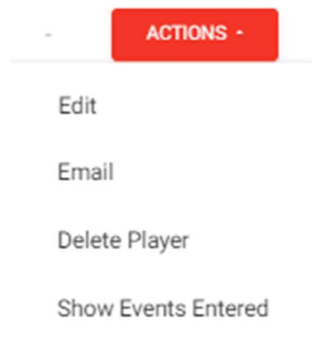 - ACTIONS -
Edit
Email
Delete Player
Show Events Entered